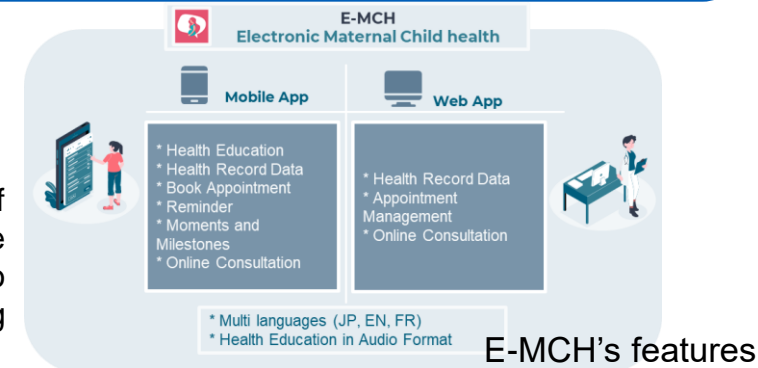 E-MCH
Electronic Maternal Child health
Mobile App
Web App
* Health Education
* Health Record Data
* Book Appointment
* Reminder
* Moments and
Milestones
* Online Consultation
* Health Record Data
* Appointment
Management
* Online Consultation
f
e
o
g
* Multi languages (JP, EN, FR)
* Health Education in Audio Format
E-MCH's features